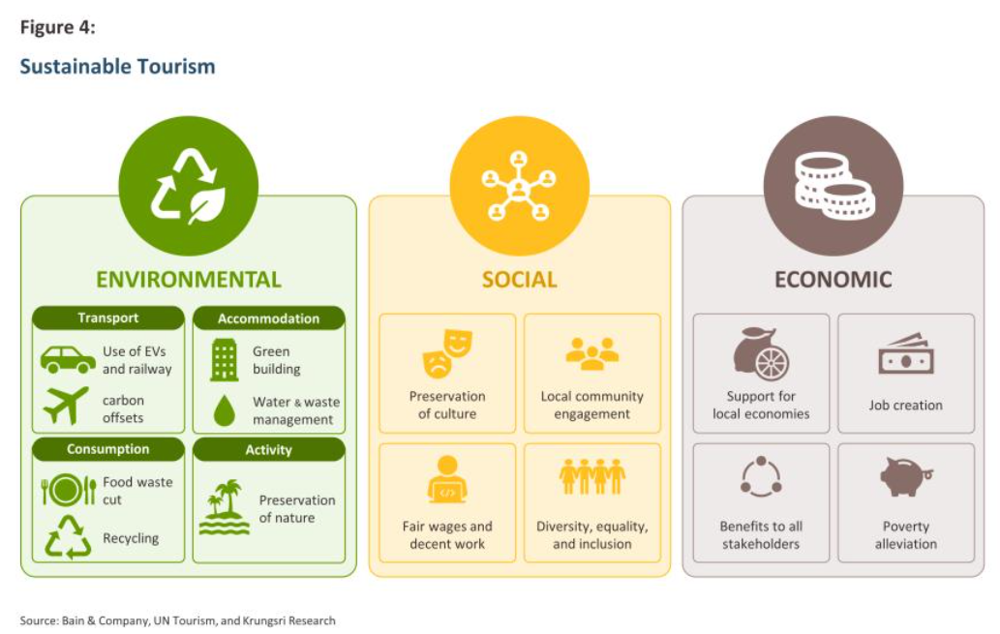 Figure 4:
Sustainable Tourism
ENVIRONMENTAL
Transport
Use of EVs
and railway
carbon
offsets
Accommodation
Green
building
Water & waste
management
Consumption
Food waste
cut
Recycling
Activity
Preservation
of nature
SOCIAL
Preservation
of culture
Local community
engagement
</>
Fair wages and
decent work
Diversity, equality,
and inclusion
ECONOMIC
Support for
local economies
Job creation
Benefits to all
stakeholders
Poverty
alleviation
Source: Bain & Company, UN Tourism, and Krungsri Research